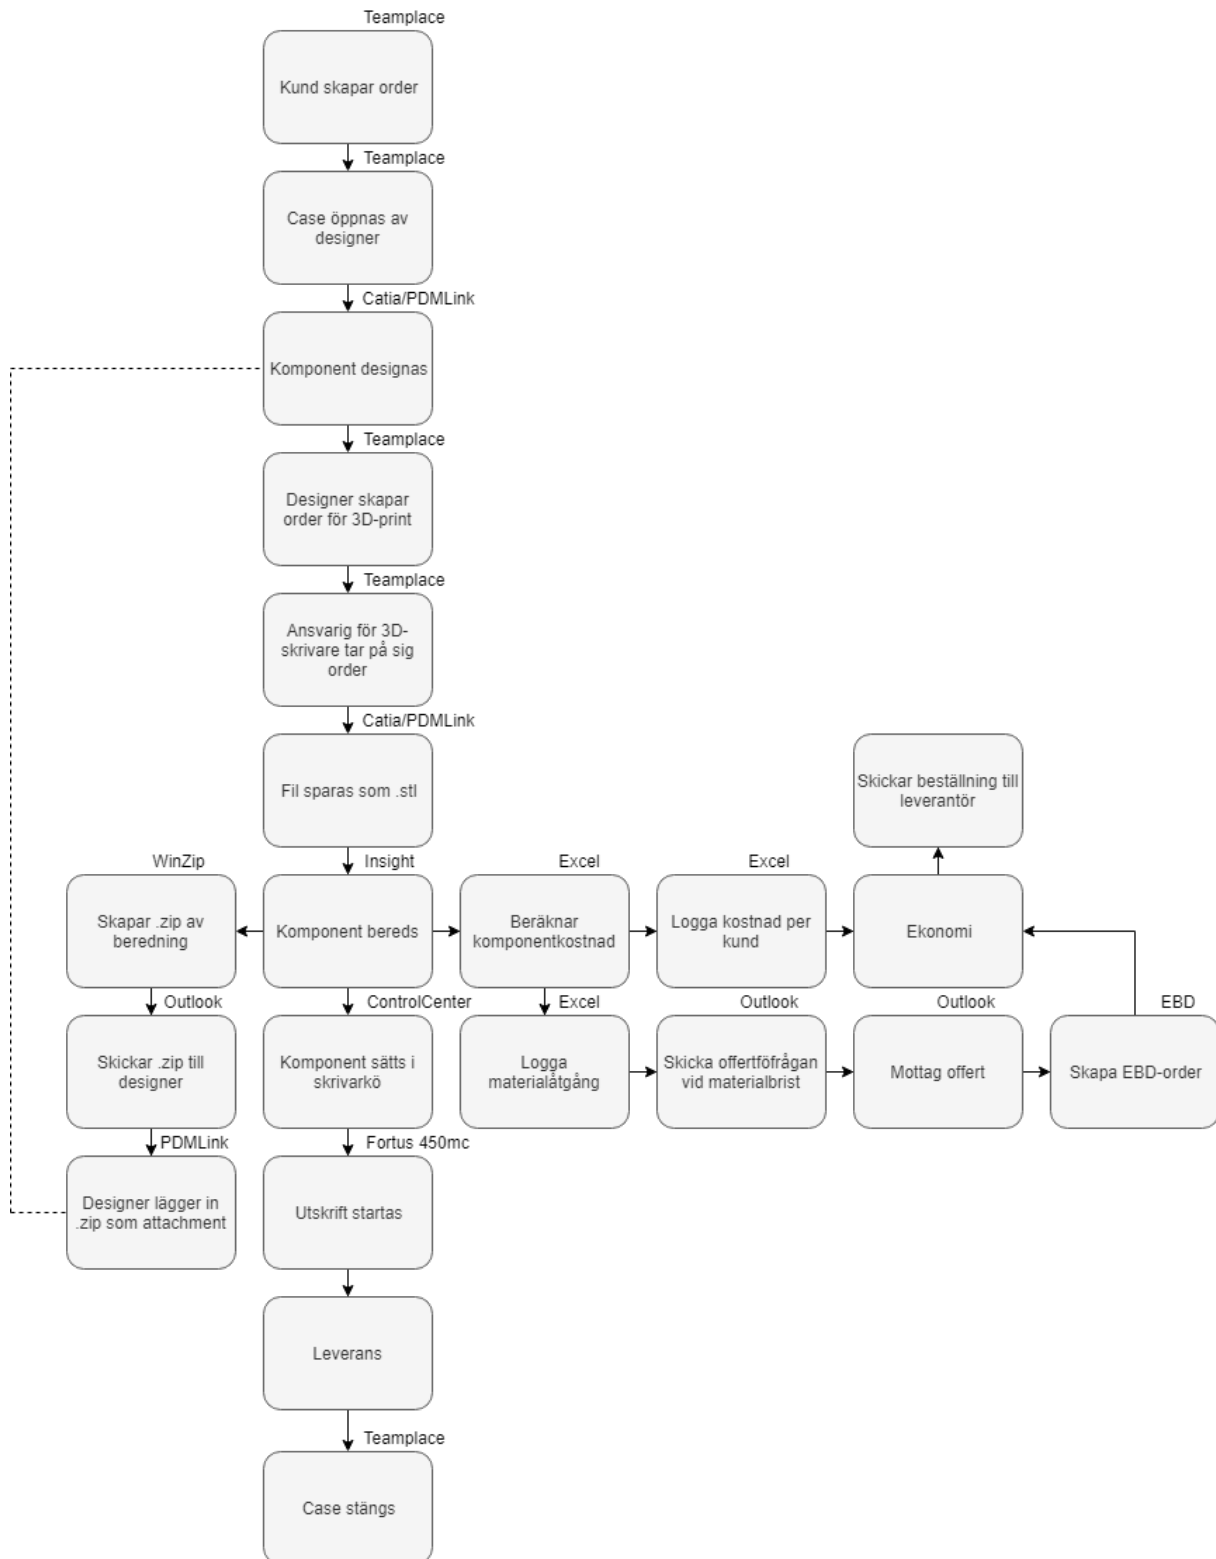 Teamplace
Kund skapar order
Teamplace
Case öppnas av
designer
Catia/PDMLink
Komponent designas
Teamplace
Designer skapar
order för 3D-print
Teamplace
Ansvarig för 3D-
skrivare tar på sig
order
Catia/PDMLink
Fil sparas som .stl
Skickar beställning till
leverantör
WinZip
Insight
Excel
Excel
Skapar .zip av
beredning
Komponent bereds
Beräknar
komponentkostnad
Logga kostnad per
kund
Ekonomi
Outlook
ControlCenter
Excel
Outlook
Outlook
EBD
Skickar .zip till
designer
Komponent sätts i
skrivarkö
Logga
materialåtgång
Skicka offertföfrågan
vid materialbrist
Mottag offert
Skapa EBD-order
PDMLink
Fortus 450mc
Designer lägger in
.zip som attachment
Utskrift startas
Leverans
Teamplace
Case stängs